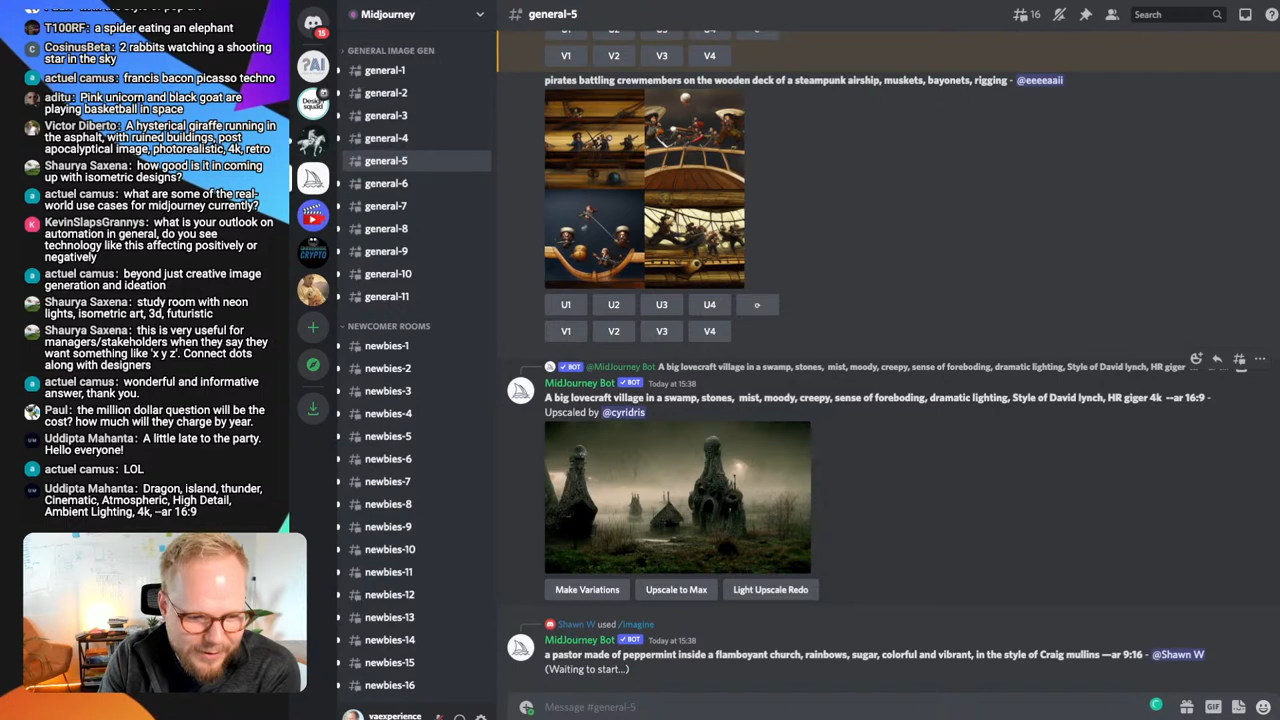 T100RF: a spider eating an elephant
CosinusBeta: 2 rabbits watching a shooting
star in the sky
actuel camus: francis bacon picasso techno
aditu: Pink unicorn and black goat are
playing basketball in space
Victor Diberto: A hysterical giraffe running in
the asphalt, with ruined buildings, post
apocalyptical image, photorealistic, 4k, retro
Shaurya Saxena: how good is it in coming
up with isometric designs?
actuel camus: what are some of the real-
world use cases for midjourney currently?
KevinSlapsGrannys: what is your outlook on
automation in general, do you see
technology like this affecting positively or
negatively
actuel camus: beyond just creative image
generation and ideation
Shaurya Saxena: study room with neon
lights, isometric art, 3d, futuristic
Shaurya Saxena: this is very useful for
managers/stakeholders when they say they
want something like 'x y z'. Connect dots
along with designers
actuel camus: wonderful and informative
answer, thank you.
Paul: the million dollar question will be the
cost? how much will they charge by year.
Uddipta Mahanta: A little late to the party.
Hello everyone!
actuel camus: LOL
Uddipta Mahanta: Dragon, island, thunder,
Cinematic, Atmospheric, High Detail,
Ambient Lighting, 4k, --ar 16:9
15
?AI
Design
squad
CRYPTO
Midjourney
GENERAL IMAGE GEN
general-1
general-2
general-3
general-4
general-5
general-6
general-7
general-8
general-9
general-10
general-11
NEWCOMER ROOMS
newbies-1
newbies-2
newbies-3
newbies-4
newbies-5
newbies-6
newbies-7
newbies-8
newbies-9
newbies-10
newbies-11
newbies-12
newbies-13
newbies-14
newbies-15
newbies-16
vaexperience
general-5
16
Search
V1 V2 V3 V4
pirates battling crewmembers on the wooden deck of a steampunk airship, muskets, bayonets, rigging - @eeeeaaii
U1 U2 U3 U4
V1 V2 V3 V4
BOT @MidJourney Bot A big lovecraft village in a swamp, stones, mist, moody, creepy, sense of foreboding, dramatic lighting, Style of David lynch, HR giger
MidJourney Bot BOT Today at 15:38
A big lovecraft village in a swamp, stones, mist, moody, creepy, sense of foreboding, dramatic lighting, Style of David lynch, HR giger 4k --ar 16:9 -
Upscaled by @cyridris
Make Variations Upscale to Max Light Upscale Redo
Shawn W used /imagine
MidJourney Bot BOT Today at 15:38
a pastor made of peppermint inside a flamboyant church, rainbows, sugar, colorful and vibrant, in the style of Craig mullins —ar 9:16 - @Shawn W
(Waiting to start...)
Message #general-5
GIF